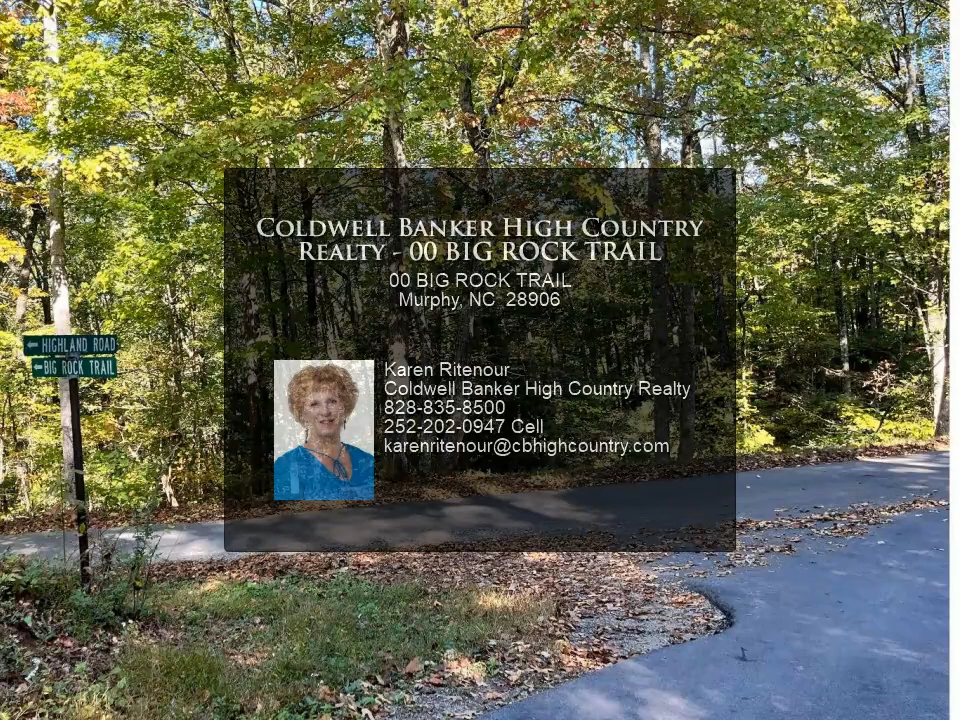 Coldwell Banker High Country
Realty - 00 BIG ROCK TRAIL
00 BIG ROCK TRAIL
Murphy, NC 28906
← HIGHLAND ROAD
← BIG ROCK TRAIL
Karen Ritenour
Coldwell Banker High Country Realty
828-835-8500
252-202-0947 Cell
karenritenour@cbhighcountry.com